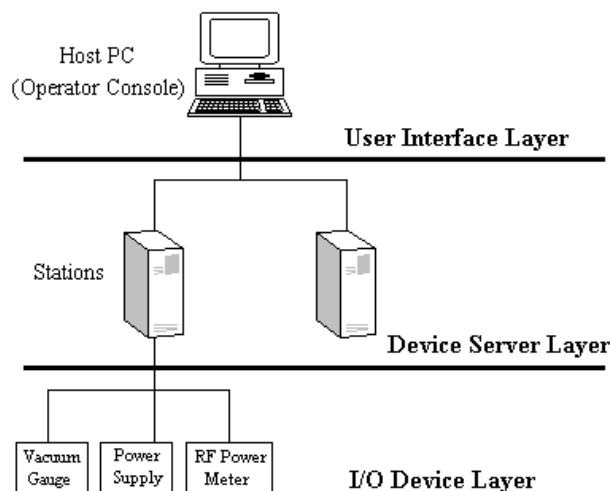 Host PC
(Operator Console)
User Interface Layer
Stations
Device Server Layer
Vacuum
Gauge
Power
Supply
RF Power
Meter
I/O Device Layer